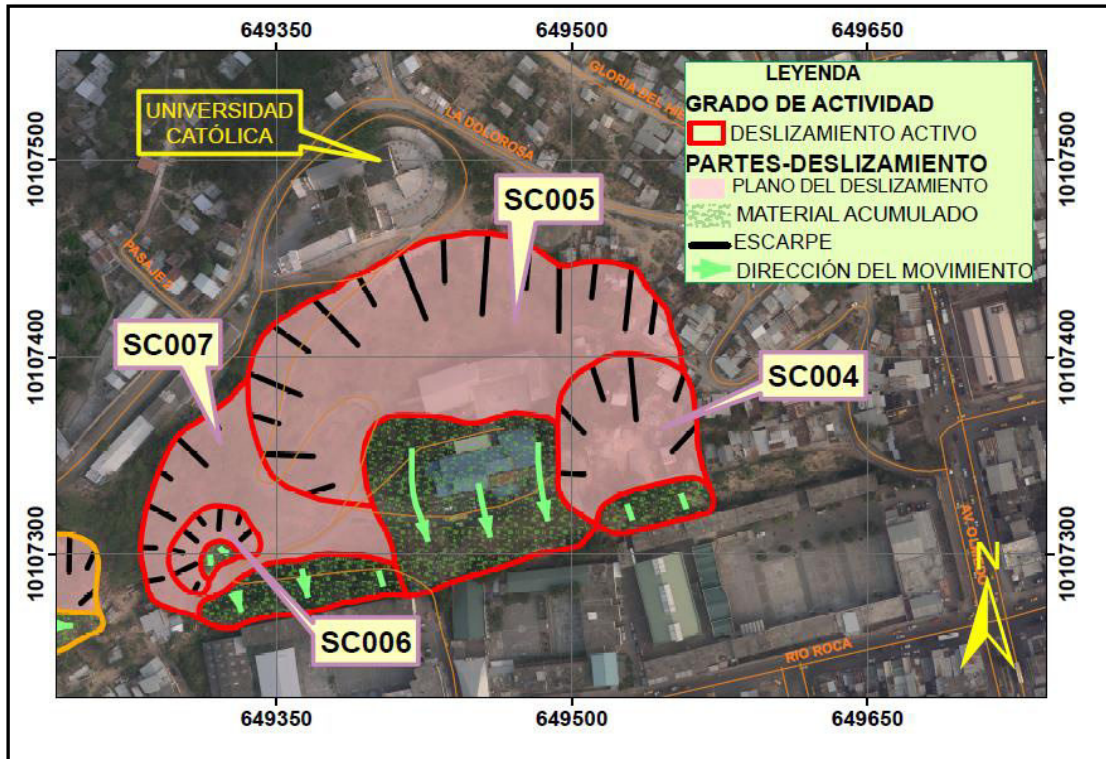 649350 649500 649650
LEYENDA
GRADO DE ACTIVIDAD
DESLIZAMIENTO ACTIVO
PARTES-DESLIZAMIENTO
PLANO DEL DESLIZAMIENTO
MATERIAL ACUMULADO
ESCARPE
DIRECCIÓN DEL MOVIMIENTO
GLORIA DEL HIE
UNIVERSIDAD
CATÓLICA
LA DOLOROSA
10107500 10107500
SC005
PASAJE
SC007
10107400 10107400
SC004
10107300 10107300
N
SC006
RIO ROCA
649350 649500 649650